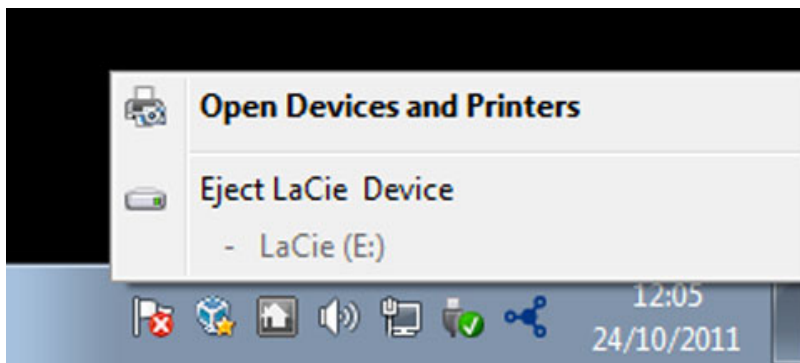 Open Devices and Printers
Eject LaCie Device
- LaCie (E:)
12:05
24/10/2011